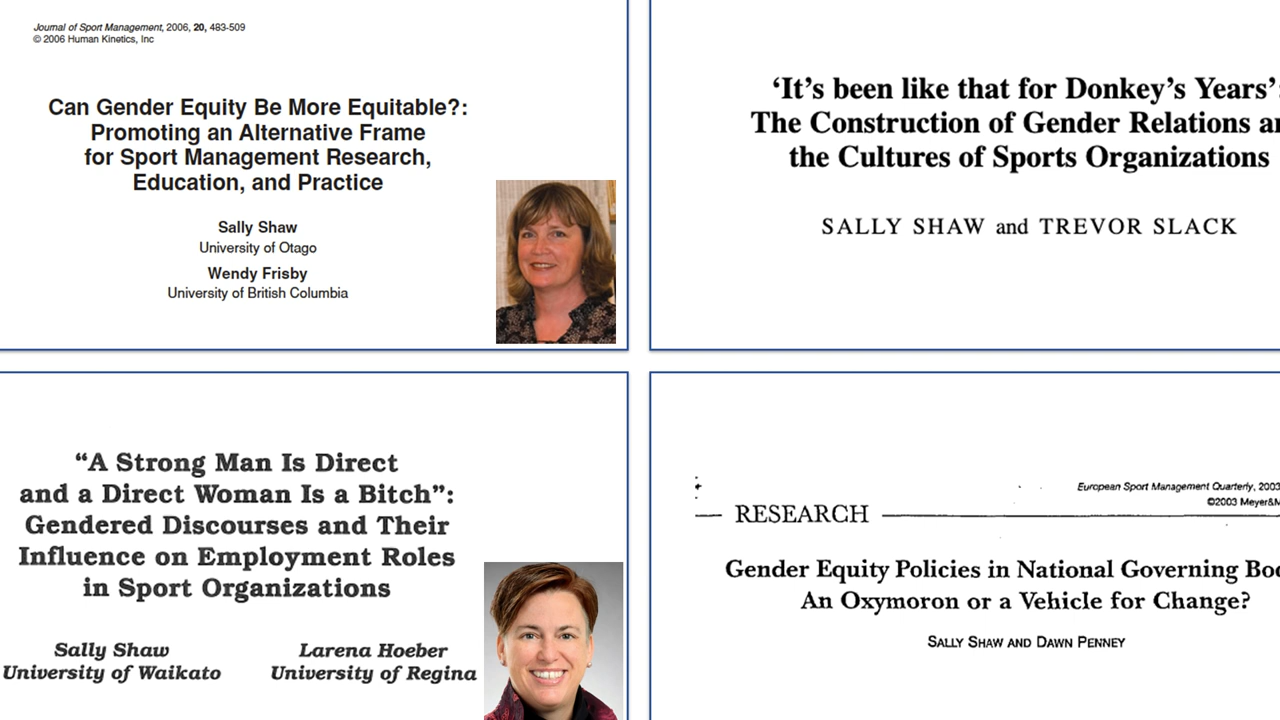 Journal of Sport Management, 2006, 20, 483-509
© 2006 Human Kinetics, Inc
Can Gender Equity Be More Equitable?:
Promoting an Alternative Frame
for Sport Management Research,
Education, and Practice
Sally Shaw
University of Otago
Wendy Frisby
University of British Columbia
‘It’s been like that for Donkey’s Years’:
The Construction of Gender Relations
the Cultures of Sports Organizations
SALLY SHAW and TREVOR SLACK
“A Strong Man Is Direct
and a Direct Woman Is a Bitch”:
Gendered Discourses and Their
Influence on Employment Roles
in Sport Organizations
Sally Shaw Larena Hoeber
University of Waikato University of Regina
European Sport Management Quarterly, 2003
©2003
RESEARCH
Gender Equity Policies in National Governing
An Oxymoron or a Vehicle for Change?
SALLY SHAW AND DAWN PENNEY